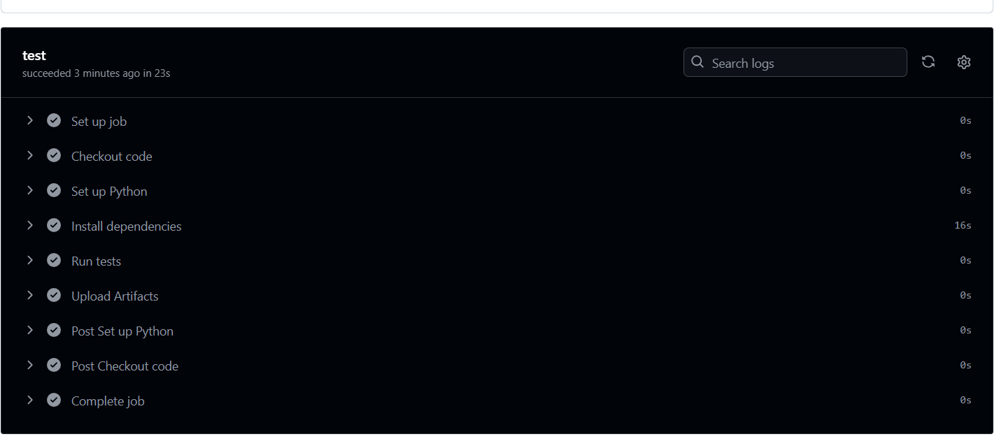 test
succeeded 3 minutes ago in 23s
Search logs
Set up job 0s
Checkout code 0s
Set up Python 0s
Install dependencies 16s
Run tests 0s
Upload Artifacts 0s
Post Set up Python 0s
Post Checkout code 0s
Complete job 0s